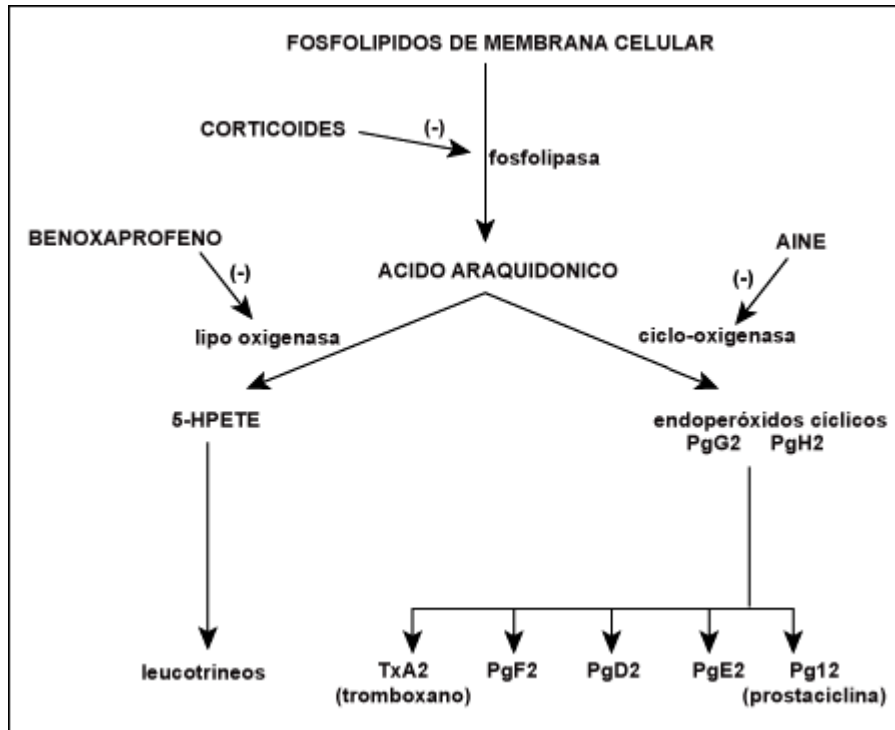 FOSFOLIPIDOS DE MEMBRANA CELULAR
CORTICOIDES
(-)
fosfolipasa
BENOXAPROFENO
(-)
ACIDO ARAQUIDONICO
AINE
(-)
lipo oxigenasa
ciclo-oxigenasa
5-HPETE
endoperóxidos cíclicos
PgG2 PgH2
leucotrineos
TxA2
(tromboxano)
PgF2
PgD2
PgE2
Pg12
(prostaciclina)